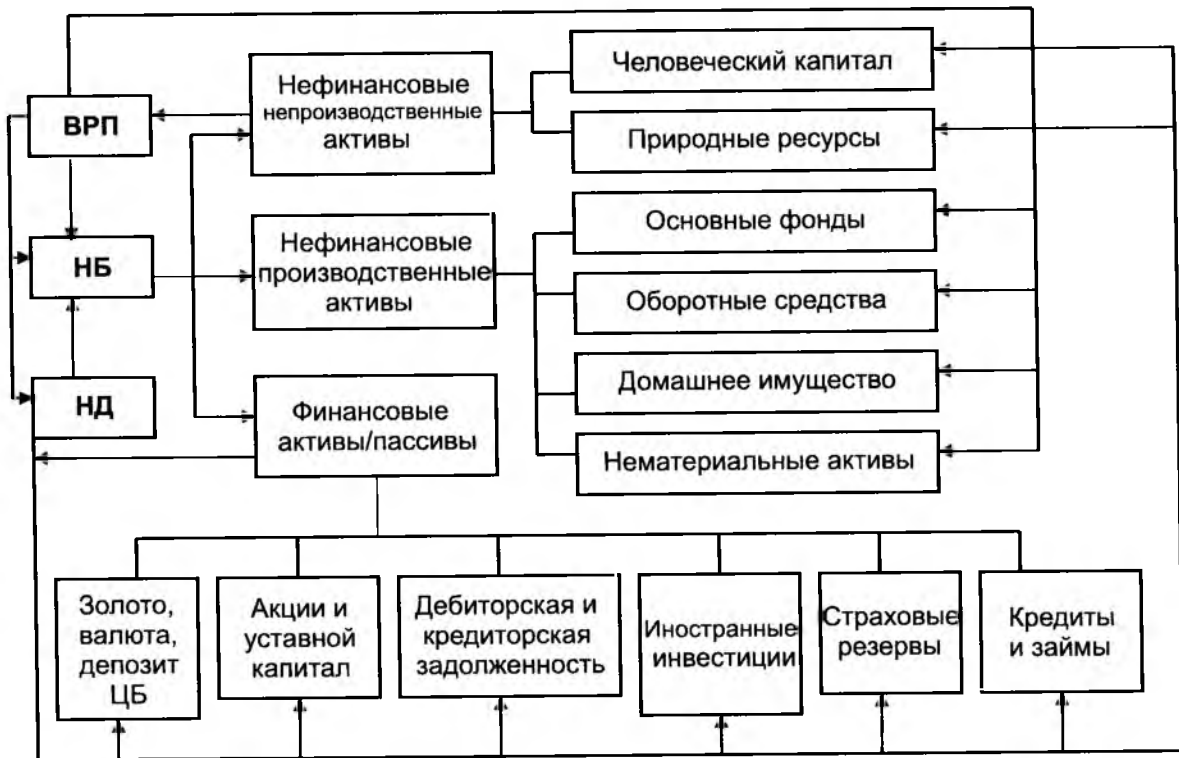 ВРП
НБ
НД
Нефинансовые
непроизводственные
активы
Нефинансовые
производственные
активы
Финансовые
активы/пассивы
Человеческий капитал
Природные ресурсы
Основные фонды
Оборотные средства
Домашнее имущество
Нематериальные активы
Золото,
валюта,
депозит
ЦБ
Акции и
уставной
капитал
Дебиторская и
кредиторская
задолженность
Иностранные
инвестиции
Страховые
резервы
Кредиты
и займы